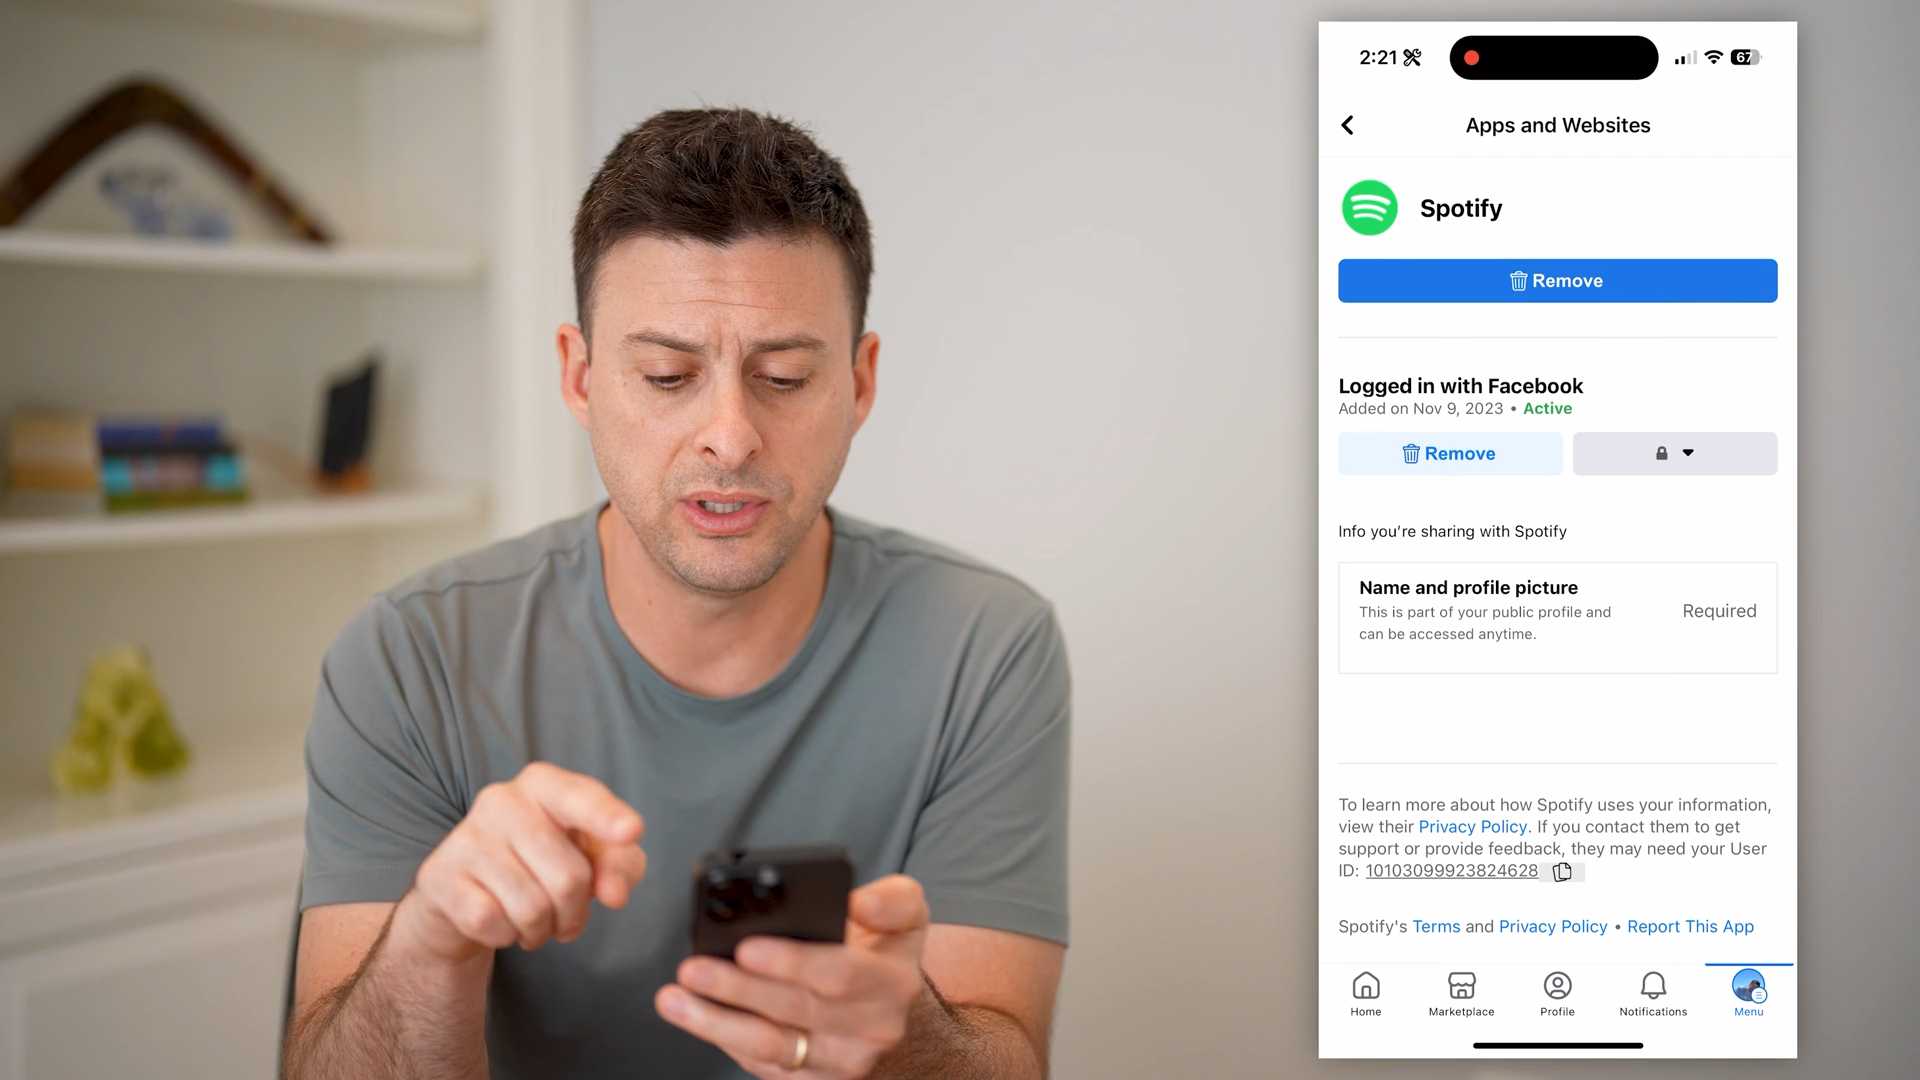 2:21
67
Apps and Websites
Spotify
Remove
Logged in with Facebook
Added on Nov 9, 2023 • Active
Remove
Info you're sharing with Spotify
Name and profile picture
This is part of your public profile and
can be accessed anytime.
Required
To learn more about how Spotify uses your information,
view their Privacy Policy. If you contact them to get
support or provide feedback, they may need your User
ID: 10103099923824628
Spotify's Terms and Privacy Policy • Report This App
Home
Marketplace
Profile
Notifications
Menu